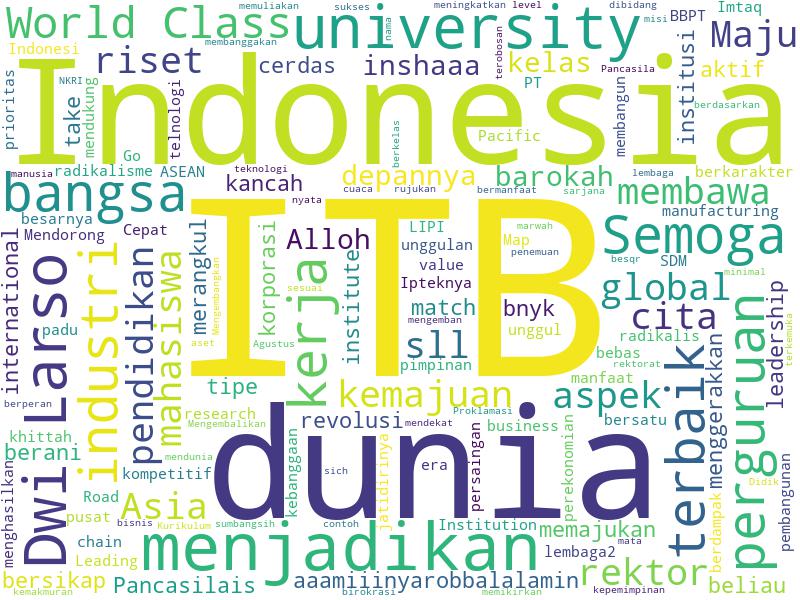 memuliakan sukses meningkatkan level dibidang misi Imtaq
World Class university BBPT Maju
membanggakan nama terobosan
Indonesi riset cerdas inshaaa kelas institusi aktif
prioritas NKRI take mendukung telnologi PT Pancasila membangun berdasarkan
Indonesia
Pacific
Go berkelas
radikalisme ASEAN teknologi depannya barokah lembaga berkarakter
manusia kancah cuaca rujukan bermanfaat sarjana membawa
bangsa nyata manufacturing
besarnya ITB
Mendorong Cepat merangkul Alloh LIPI marwah Semoga
international korporasi unggulan Map penemuan besqr SDM minimal
Larso industri pendidikan mahasiswa Mengembangkan kerja sesuai institute value Ipteknya global
padu match bnyk cita leadership
aset Agustus mengemban unggul radikalis terkemuka
sll bebas rektorat
tipe pimpinan manfaat terbaik menggerakkan perguruan
berperan research kemajuan aspek
Mengembalikan revolusi Proklamasi mendekat business bersatu
khittah dunia
berani mendunia kebanggaan era persaingan perekonomian
menghasilkan Dwi kompetitif sich jatidirinya Didik pembangunan
Road Asia
pusat bisnis Kurikulum sumbangsih contoh Institution memajukan berdampak
chain menjadikan mata
Leading lembaga2
bersikap Pancasilais aaamiiinyarobbalalamin rektor beliau
kemakmuran birokrasi memikirkan kepemimpinan